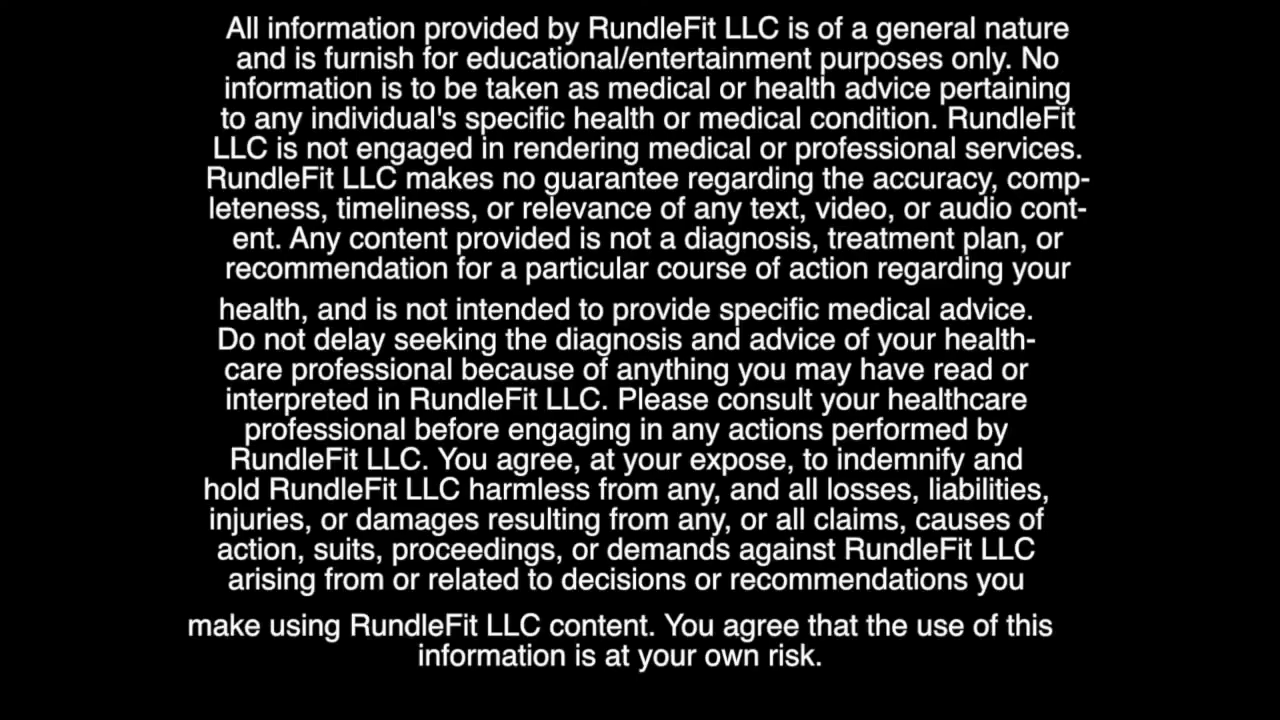 All information provided by RundleFit LLC is of a general nature
and is furnish for educational/entertainment purposes only. No
information is to be taken as medical or health advice pertaining
to any individual's specific health or medical condition. RundleFit
LLC is not engaged in rendering medical or professional services.
RundleFit LLC makes no guarantee regarding the accuracy, comp-
leteness, timeliness, or relevance of any text, video, or audio cont-
ent. Any content provided is not a diagnosis, treatment plan, or
recommendation for a particular course of action regarding your
health, and is not intended to provide specific medical advice.
Do not delay seeking the diagnosis and advice of your health-
care professional because of anything you may have read or
interpreted in RundleFit LLC. Please consult your healthcare
professional before engaging in any actions performed by
RundleFit LLC. You agree, at your expose, to indemnify and
hold RundleFit LLC harmless from any, and all losses, liabilities,
injuries, or damages resulting from any, or all claims, causes of
action, suits, proceedings, or demands against RundleFit LLC
arising from or related to decisions or recommendations you
make using RundleFit LLC content. You agree that the use of this
information is at your own risk.